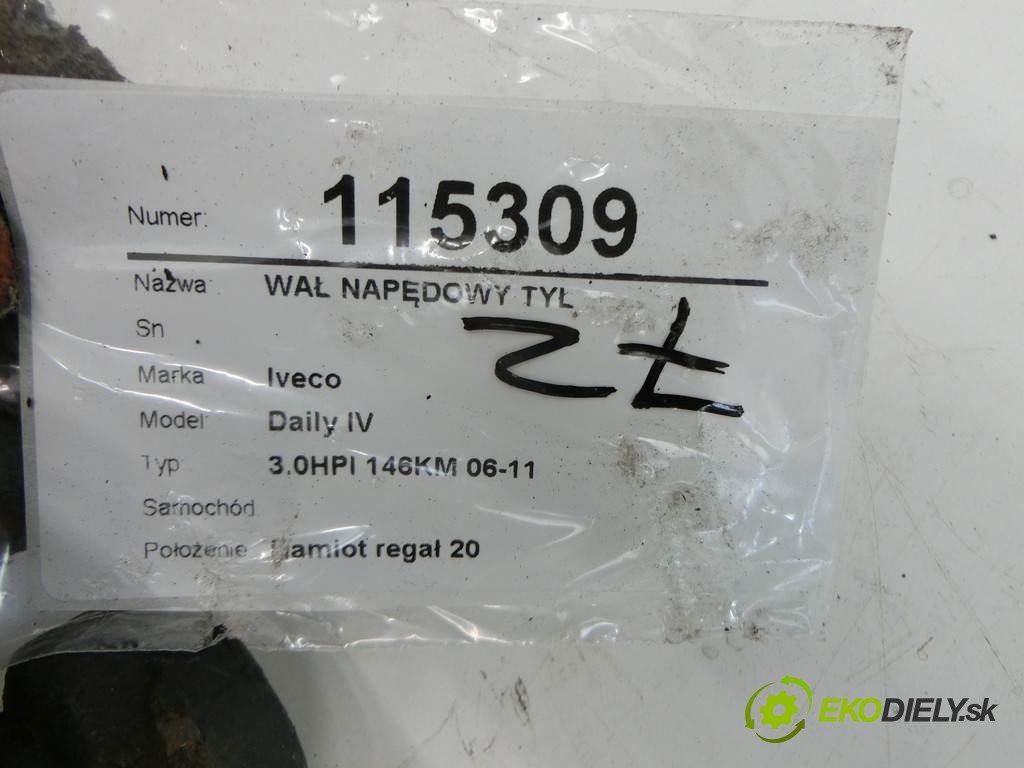 Numer: 115309
Nazwa WAŁ NAPĘDOWY TYŁ
Sn
Marka Iveco
Model Daily IV
Typ 3.0HPI 146KM 06-11
Samochód
Położenie Namiot regał 20
EKODIELY.sk